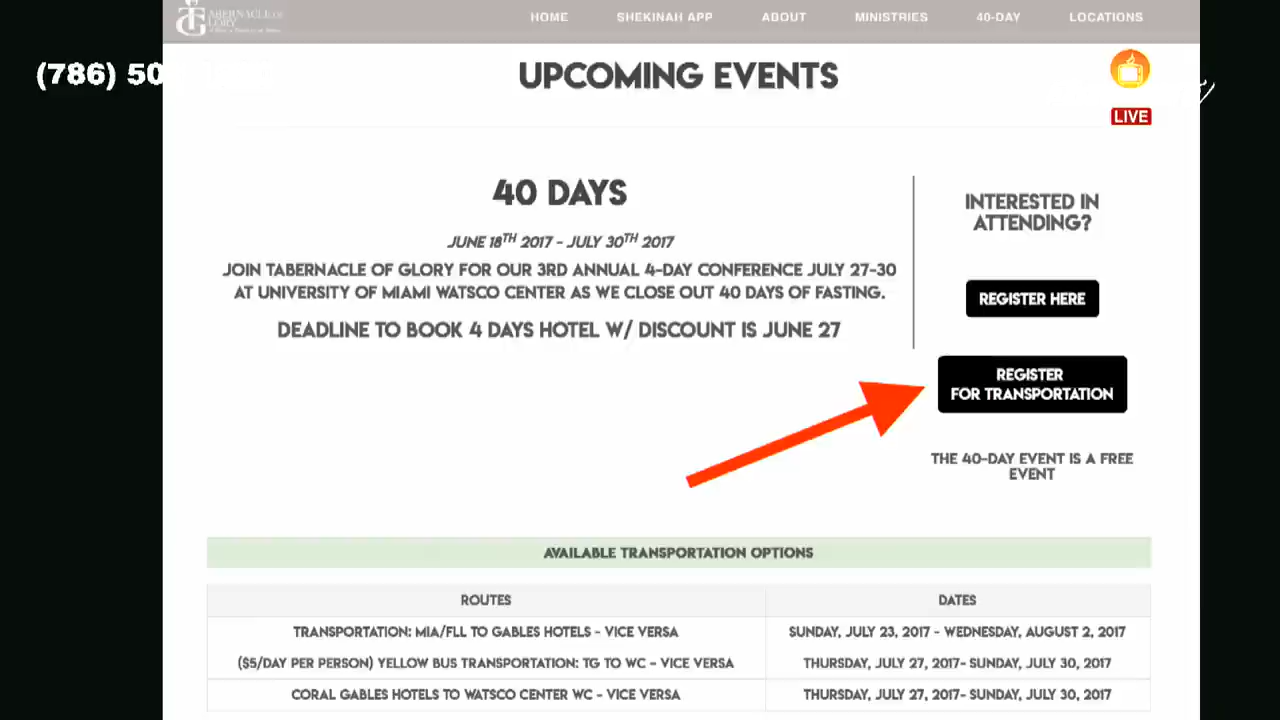 TABERNACLE OF
GLORY
HOME SHEKINAH APP ABOUT MINISTRIES 40-DAY LOCATIONS
(786) 50
UPCOMING EVENTS
LIVE
40 DAYS
JUNE 18TH 2017 - JULY 30TH 2017
JOIN TABERNACLE OF GLORY FOR OUR 3RD ANNUAL 4-DAY CONFERENCE JULY 27-30
AT UNIVERSITY OF MIAMI WATSCO CENTER AS WE CLOSE OUT 40 DAYS OF FASTING.
DEADLINE TO BOOK 4 DAYS HOTEL W/ DISCOUNT IS JUNE 27
INTERESTED IN
ATTENDING?
REGISTER HERE
REGISTER
FOR TRANSPORTATION
THE 40-DAY EVENT IS A FREE
EVENT
AVAILABLE TRANSPORTATION OPTIONS
ROUTES DATES
TRANSPORTATION: MIA/FLL TO GABLES HOTELS - VICE VERSA SUNDAY, JULY 23, 2017 - WEDNESDAY, AUGUST 2, 2017
($5/DAY PER PERSON) YELLOW BUS TRANSPORTATION: TG TO WC - VICE VERSA THURSDAY, JULY 27, 2017- SUNDAY, JULY 30, 2017
CORAL GABLES HOTELS TO WATSCO CENTER WC - VICE VERSA THURSDAY, JULY 27, 2017- SUNDAY, JULY 30, 2017